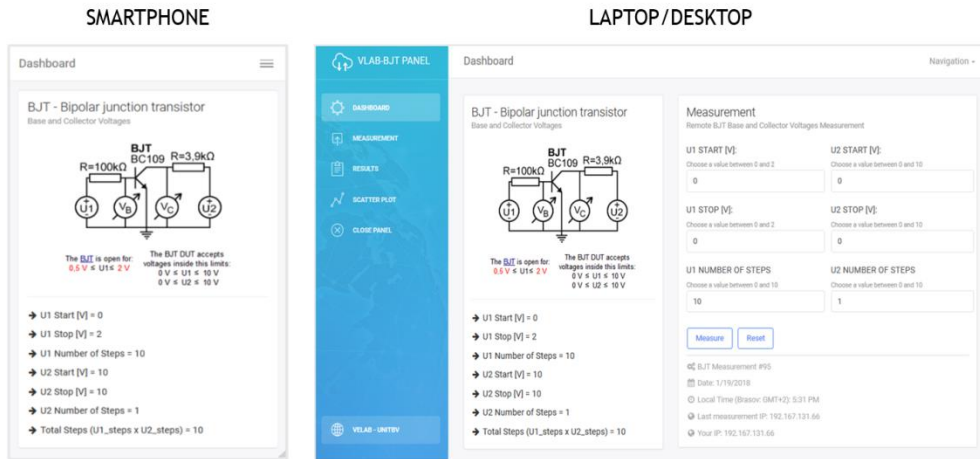 SMARTPHONE
Dashboard
BJT - Bipolar junction transistor
Base and Collector Voltages
BJT
BC109
R=100kΩ
R=3,9kΩ
U1
VB
VC
U2
The BJT is open for:
0,5 V ≤ U1≤ 2 V
The BJT DUT accepts
voltages inside this limits:
0 V ≤ U1 ≤ 10 V
0 V ≤ U2 ≤ 10 V
→ U1 Start [V] = 0
→ U1 Stop [V] = 2
→ U1 Number of Steps = 10
→ U2 Start [V] = 10
→ U2 Stop [V] = 10
→ U2 Number of Steps = 1
→ Total Steps (U1_steps x U2_steps) = 10
LAPTOP/DESKTOP
VLAB-BJT PANEL
DASHBOARD
MEASUREMENT
RESULTS
SCATTER PLOT
CLOSE PANEL
VELAB - UNITBV
Dashboard
Navigation
BJT - Bipolar junction transistor
Base and Collector Voltages
BJT
BC109
R=100kΩ
R=3,9kΩ
U1
VB
VC
U2
The BJT is open for:
0,5 V ≤ U1≤ 2 V
The BJT DUT accepts
voltages inside this limits:
0 V ≤ U1 ≤ 10 V
0 V ≤ U2 ≤ 10 V
→ U1 Start [V] = 0
→ U1 Stop [V] = 2
→ U1 Number of Steps = 10
→ U2 Start [V] = 10
→ U2 Stop [V] = 10
→ U2 Number of Steps = 1
→ Total Steps (U1_steps x U2_steps) = 10
Measurement
Remote BJT Base and Collector Voltages Measurement
U1 START [V]:
Choose a value between 0 and 2
0
U2 START [V]:
Choose a value between 0 and 10
0
U1 STOP [V]:
Choose a value between 0 and 2
0
U2 STOP [V]:
Choose a value between 0 and 10
0
U1 NUMBER OF STEPS
Choose a value between 0 and 10
10
U2 NUMBER OF STEPS
Choose a value between 0 and 10
1
Measure
Reset
BJT Measurement #95
Date: 1/19/2018
Local Time (Brasov: GMT+2): 5:31 PM
Last measurement IP: 192.167.131.66
Your IP: 192.167.131.66